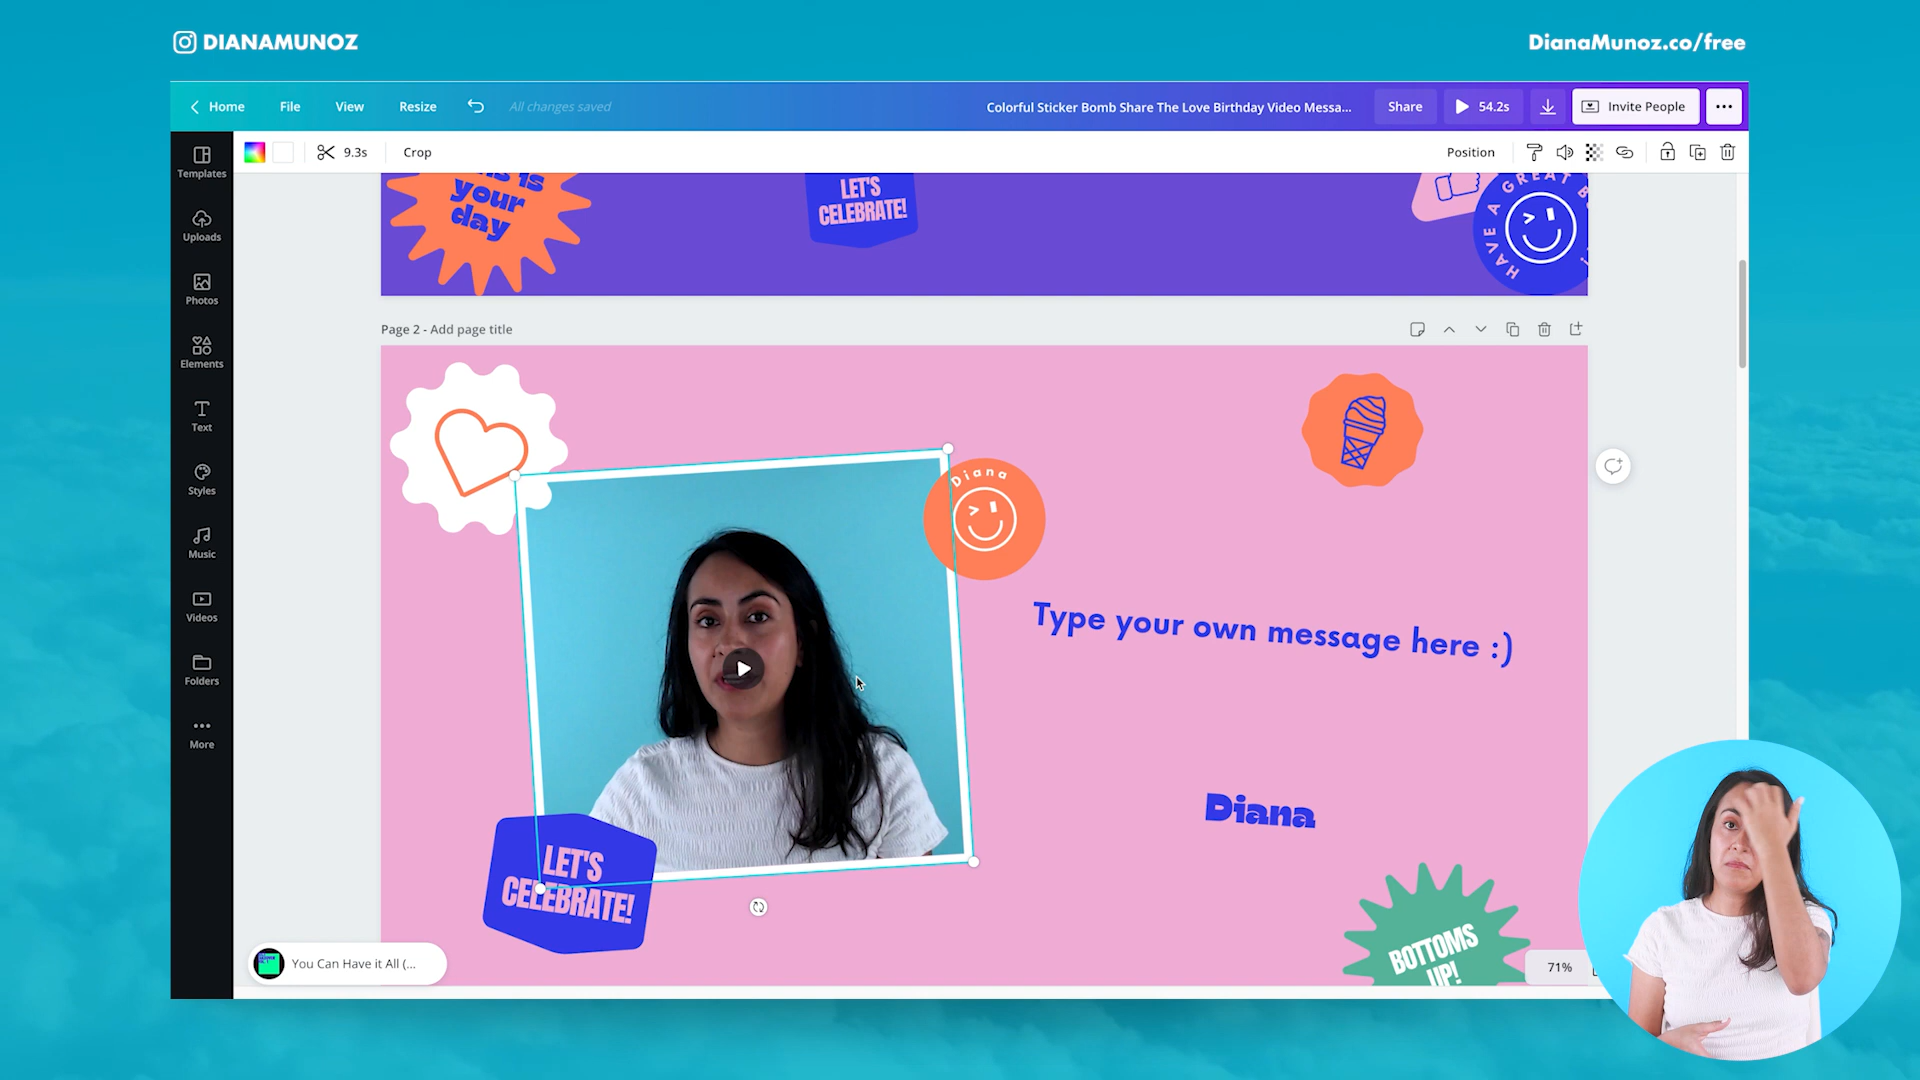 DIANAMUNOZ
DianaMunoz.co/free
Home
File
View
Resize
All changes saved
Colorful Sticker Bomb Share The Love Birthday Video Messa...
Share
54.2s
Invite People
9.3s
Crop
Position
Templates
Uploads
Photos
Elements
Text
Styles
Music
Videos
Folders
More
is
your
day
LET'S
CELEBRATE!
HAVE A GREAT B
Page 2 - Add page title
Diana
Type your own message here :)
Diana
LET'S
CELEBRATE!
BOTTOMS
UP!
You Can Have it All (...
71%